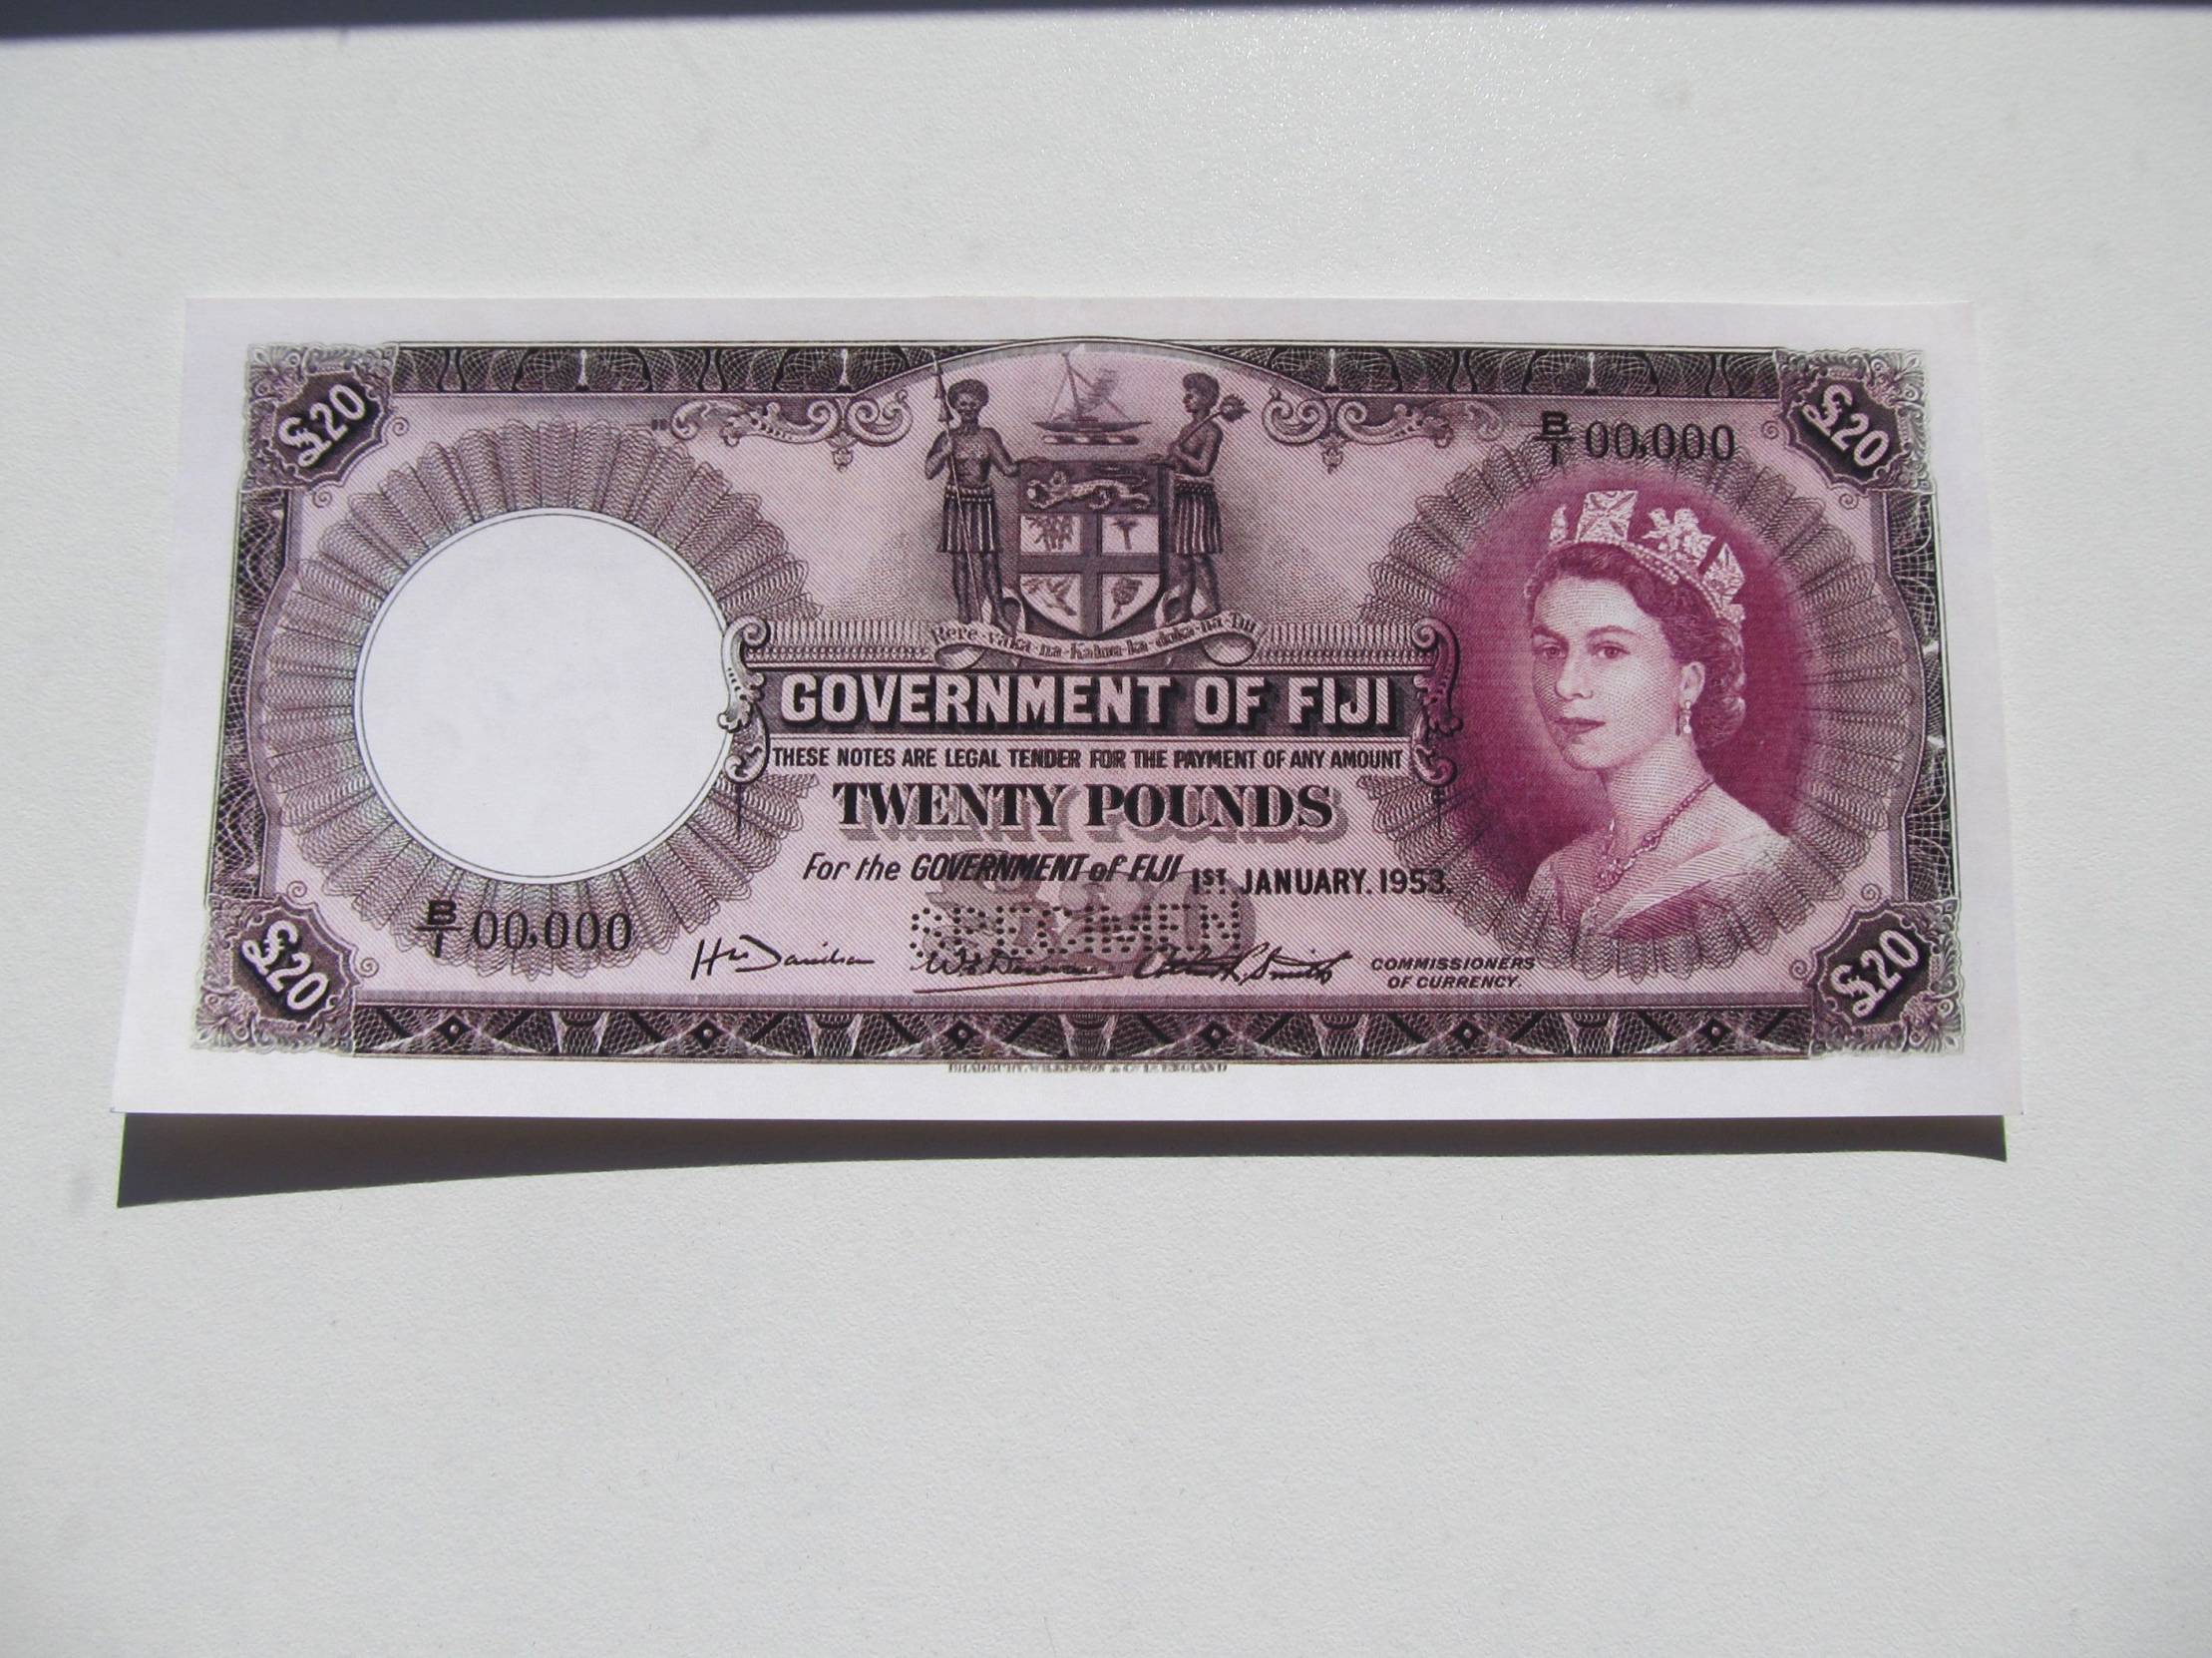 £20
£20
B/1 00,000
Rere·vaka·na·Kalou·ka·doka·na·Tui
GOVERNMENT OF FIJI
THESE NOTES ARE LEGAL TENDER FOR THE PAYMENT OF ANY AMOUNT
TWENTY POUNDS
For the GOVERNMENT of FIJI 1ST. JANUARY. 1953.
SPECIMEN
B/1 00,000
COMMISSIONERS
OF CURRENCY.
£20
£20